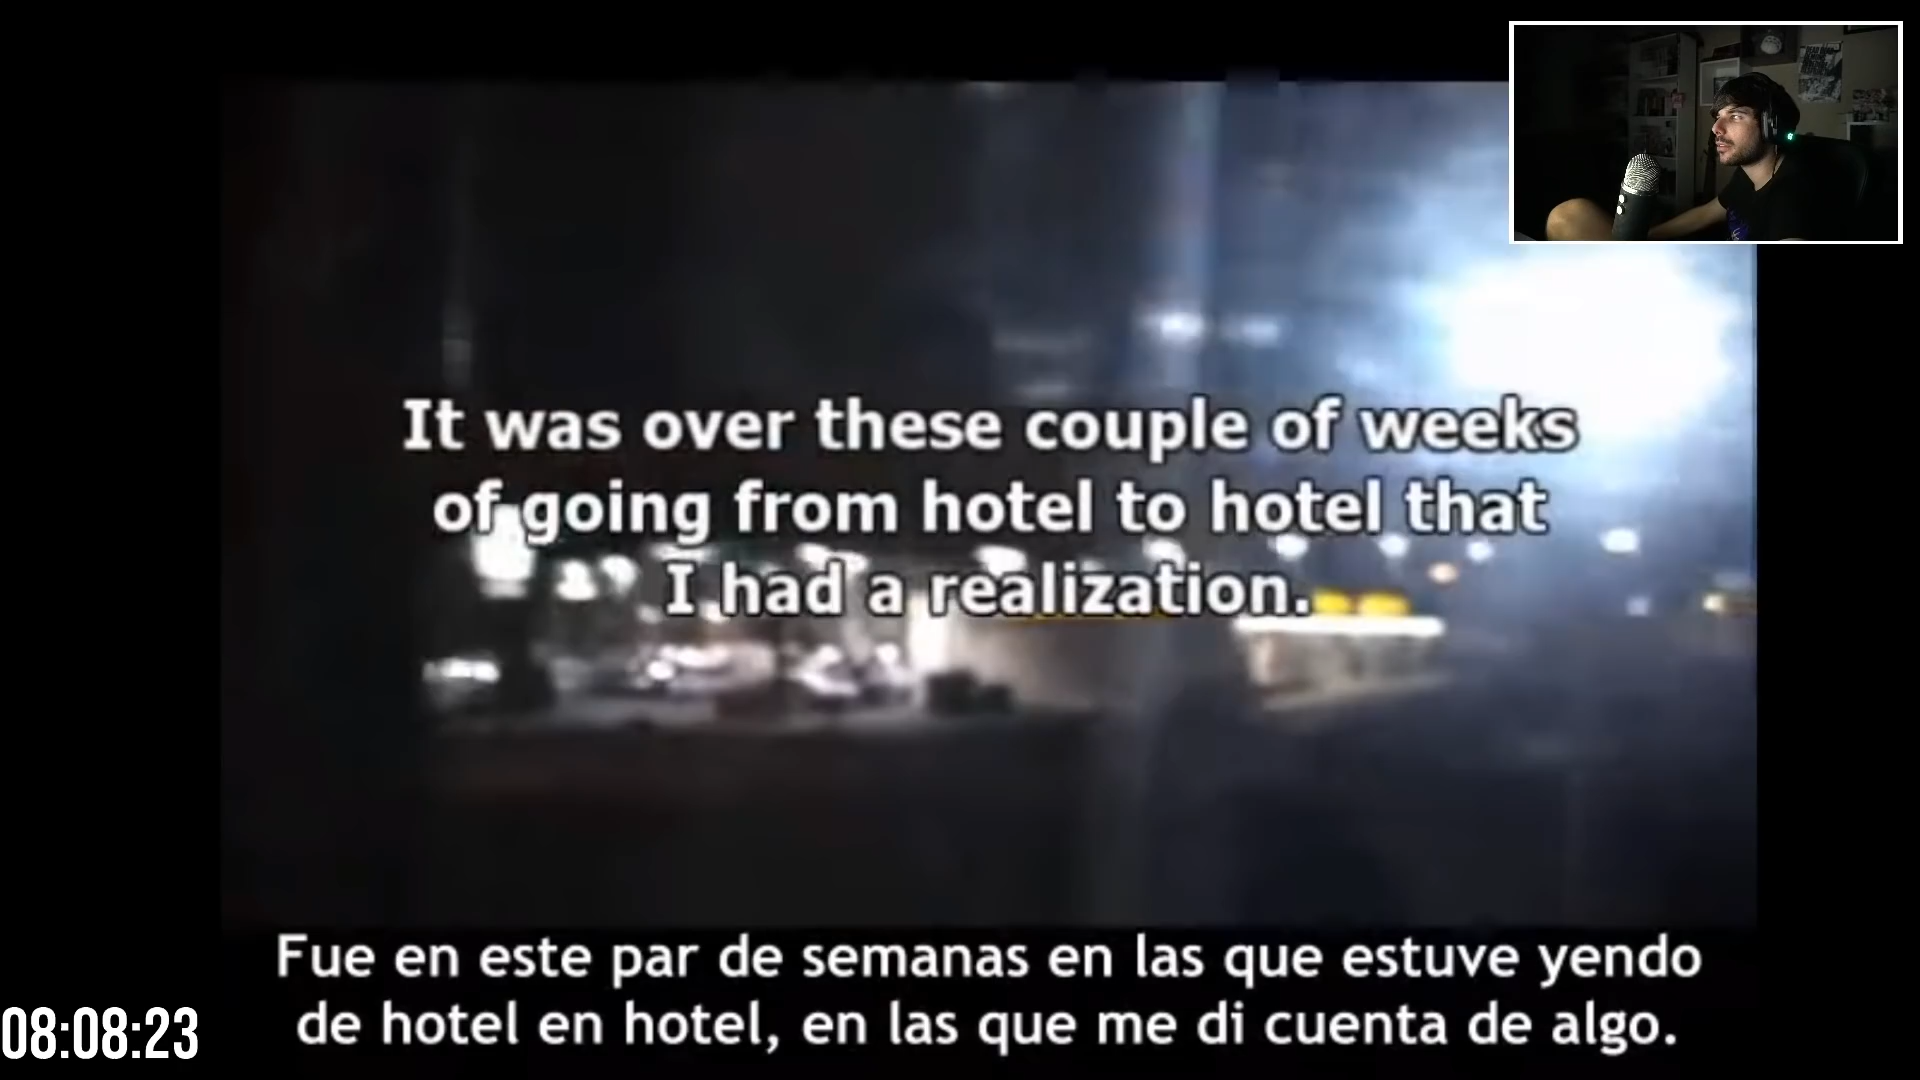 It was over these couple of weeks
of going from hotel to hotel that
I had a realization.
Fue en este par de semanas en las que estuve yendo
de hotel en hotel, en las que me di cuenta de algo.
08:08:23